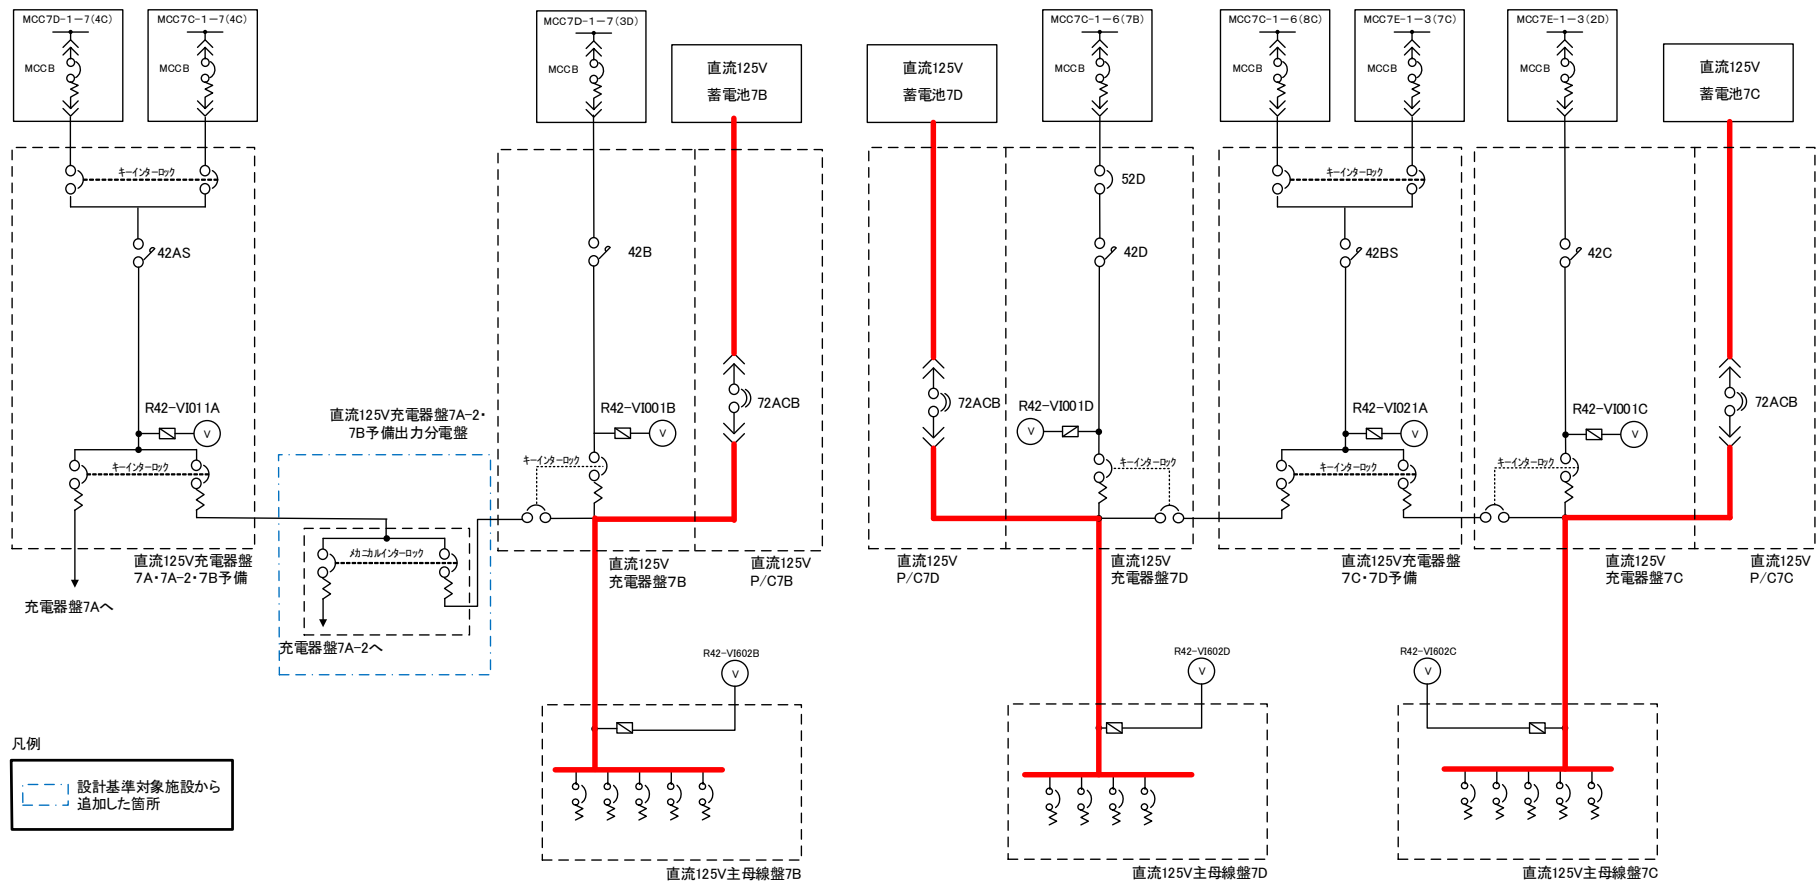 MCC7D-1-7(4C)
MCCB
MCC7C-1-7(4C)
MCCB
MCC7D-1-7(3D)
MCCB
直流125V
蓄電池7B
直流125V
蓄電池7D
MCC7C-1-6(7B)
MCCB
MCC7C-1-6(8C)
MCCB
MCC7E-1-3(7C)
MCCB
MCC7E-1-3(2D)
MCCB
直流125V
蓄電池7C
キーインターロック
52D
キーインターロック
42AS
42B
42D
42BS
42C
72ACB
72ACB
72ACB
R42-VI011A
V
直流125V充電器盤7A-2・
7B予備出力分電盤
R42-VI001B
V
R42-VI001D
V
R42-VI021A
V
R42-VI001C
V
キーインターロック
キーインターロック
キーインターロック
キーインターロック
キーインターロック
メカニカルインターロック
直流125V充電器盤
7A・7A-2・7B予備
充電器盤7Aへ
充電器盤7A-2へ
直流125V
充電器盤7B
直流125V
P/C7B
直流125V
P/C7D
直流125V
充電器盤7D
直流125V充電器盤
7C・7D予備
直流125V
充電器盤7C
直流125V
P/C7C
R42-VI602B
V
R42-VI602D
V
R42-VI602C
V
直流125V主母線盤7B
直流125V主母線盤7D
直流125V主母線盤7C
凡例
設計基準対象施設から
追加した箇所